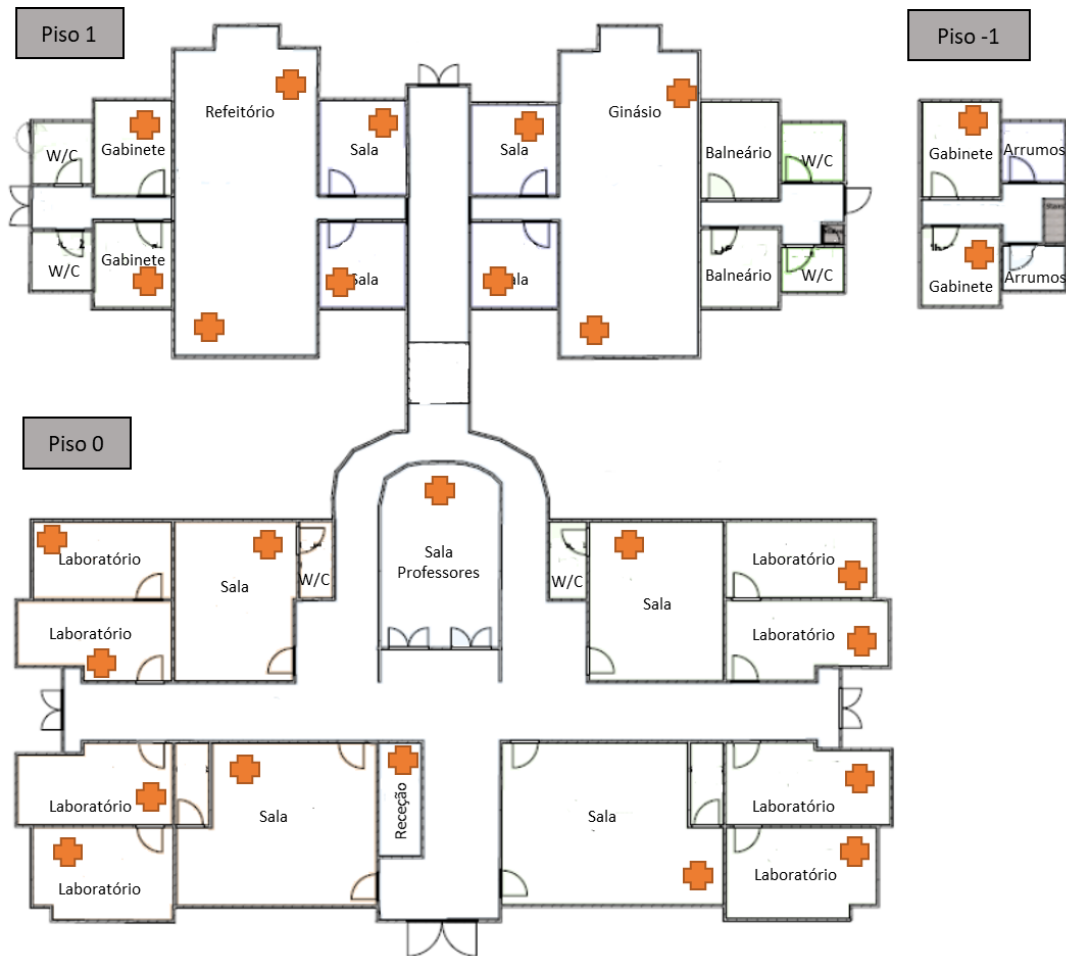 Piso 1
Piso -1
Refeitório
Ginásio
W/C
Gabinete
Sala
Sala
Balneário
W/C
Gabinete
Arrumos
W/C
Gabinete
Sala
Sala
Balneário
W/C
Gabinete
Arrumos
Piso 0
Laboratório
Sala
W/C
Sala
Professores
W/C
Sala
Laboratório
Laboratório
Laboratório
Laboratório
Sala
Receção
Sala
Laboratório
Laboratório
Laboratório